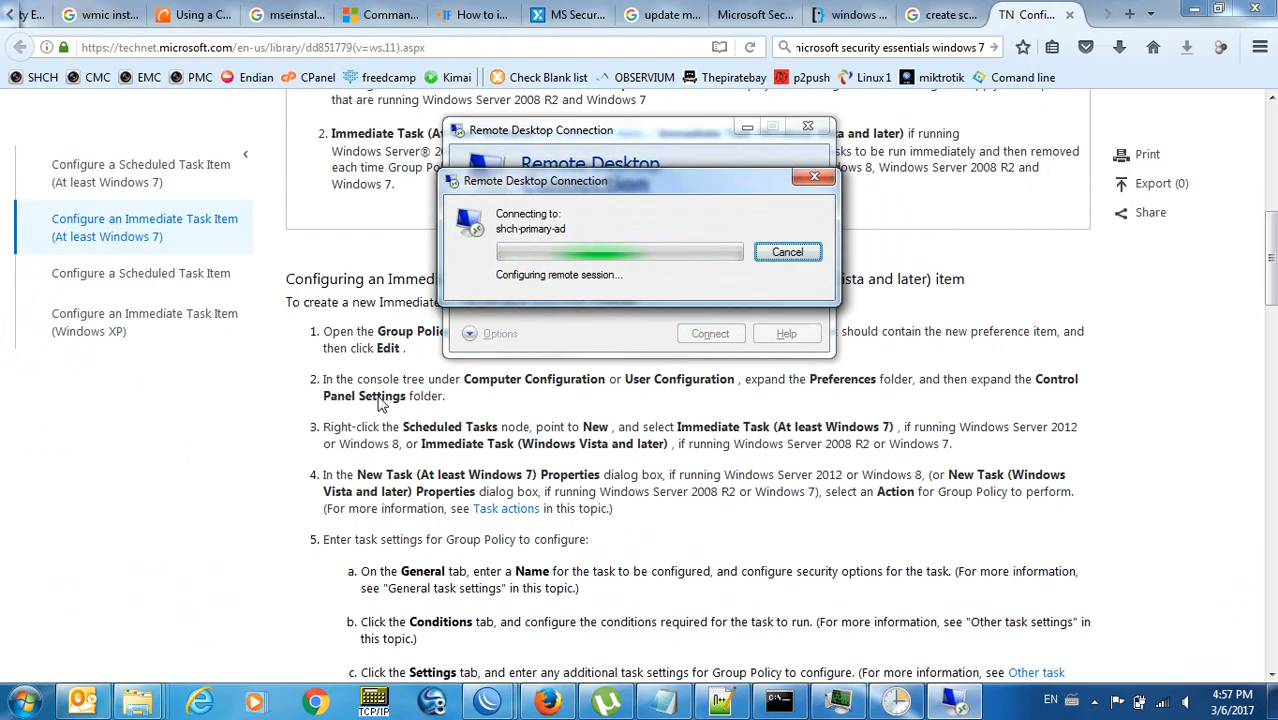 ty E...
wmic inst...
Using a C...
mseinstal...
Comman...
How to i...
MS Secur...
update m...
Microsoft Sec...
windows ...
create sc...
TN Confi...
https://technet.microsoft.com/en-us/library/dd851779(v=ws.11).aspx
microsoft security essentials windows 7
SHCH
CMC
EMC
PMC
Endian
CPanel
freedcamp
Kimai
Check Blank list
OBSERVIUM
Thepiratebay
p2push
Linux1
miktrotik
Comand line
that are running Windows Server 2008 R2 and Windows 7
2. Immediate Task (At
sta and later) if running
Windows Server® 20
sks to be run immediately and then removed
each time Group Poli
8, Windows Server 2008 R2 or
Windows 7.
Configure a Scheduled Task Item
(At least Windows 7)
Configure an Immediate Task Item
(At least Windows 7)
Configure a Scheduled Task Item
Configure an Immediate Task Item
(Windows XP)
Print
Export (0)
Share
Remote Desktop Connection
Remote Desktop
Remote Desktop Connection
Connecting to:
shch-primary-ad
Cancel
Configuring remote session...
Options
Connect
Help
Configuring an Immed
ista and later) item
To create a new Immediate
1. Open the Group Poli
should contain the new preference item, and
then click Edit .
2. In the console tree under Computer Configuration or User Configuration , expand the Preferences folder, and then expand the Control
Panel Settings folder.
3. Right-click the Scheduled Tasks node, point to New , and select Immediate Task (At least Windows 7) , if running Windows Server 2012
or Windows 8, or Immediate Task (Windows Vista and later) , if running Windows Server 2008 R2 or Windows 7.
4. In the New Task (At least Windows 7) Properties dialog box, if running Windows Server 2012 or Windows 8, (or New Task (Windows
Vista and later) Properties dialog box, if running Windows Server 2008 R2 or Windows 7), select an Action for Group Policy to perform.
(For more information, see Task actions in this topic.)
5. Enter task settings for Group Policy to configure:
a. On the General tab, enter a Name for the task to be configured, and configure security options for the task. (For more information,
see "General task settings" in this topic.)
b. Click the Conditions tab, and configure the conditions required for the task to run. (For more information, see "Other task settings" in
this topic.)
c. Click the Settings tab, and enter any additional task settings for Group Policy to configure. (For more information, see Other task
TCP/IP
EN
4:57 PM
3/6/2017